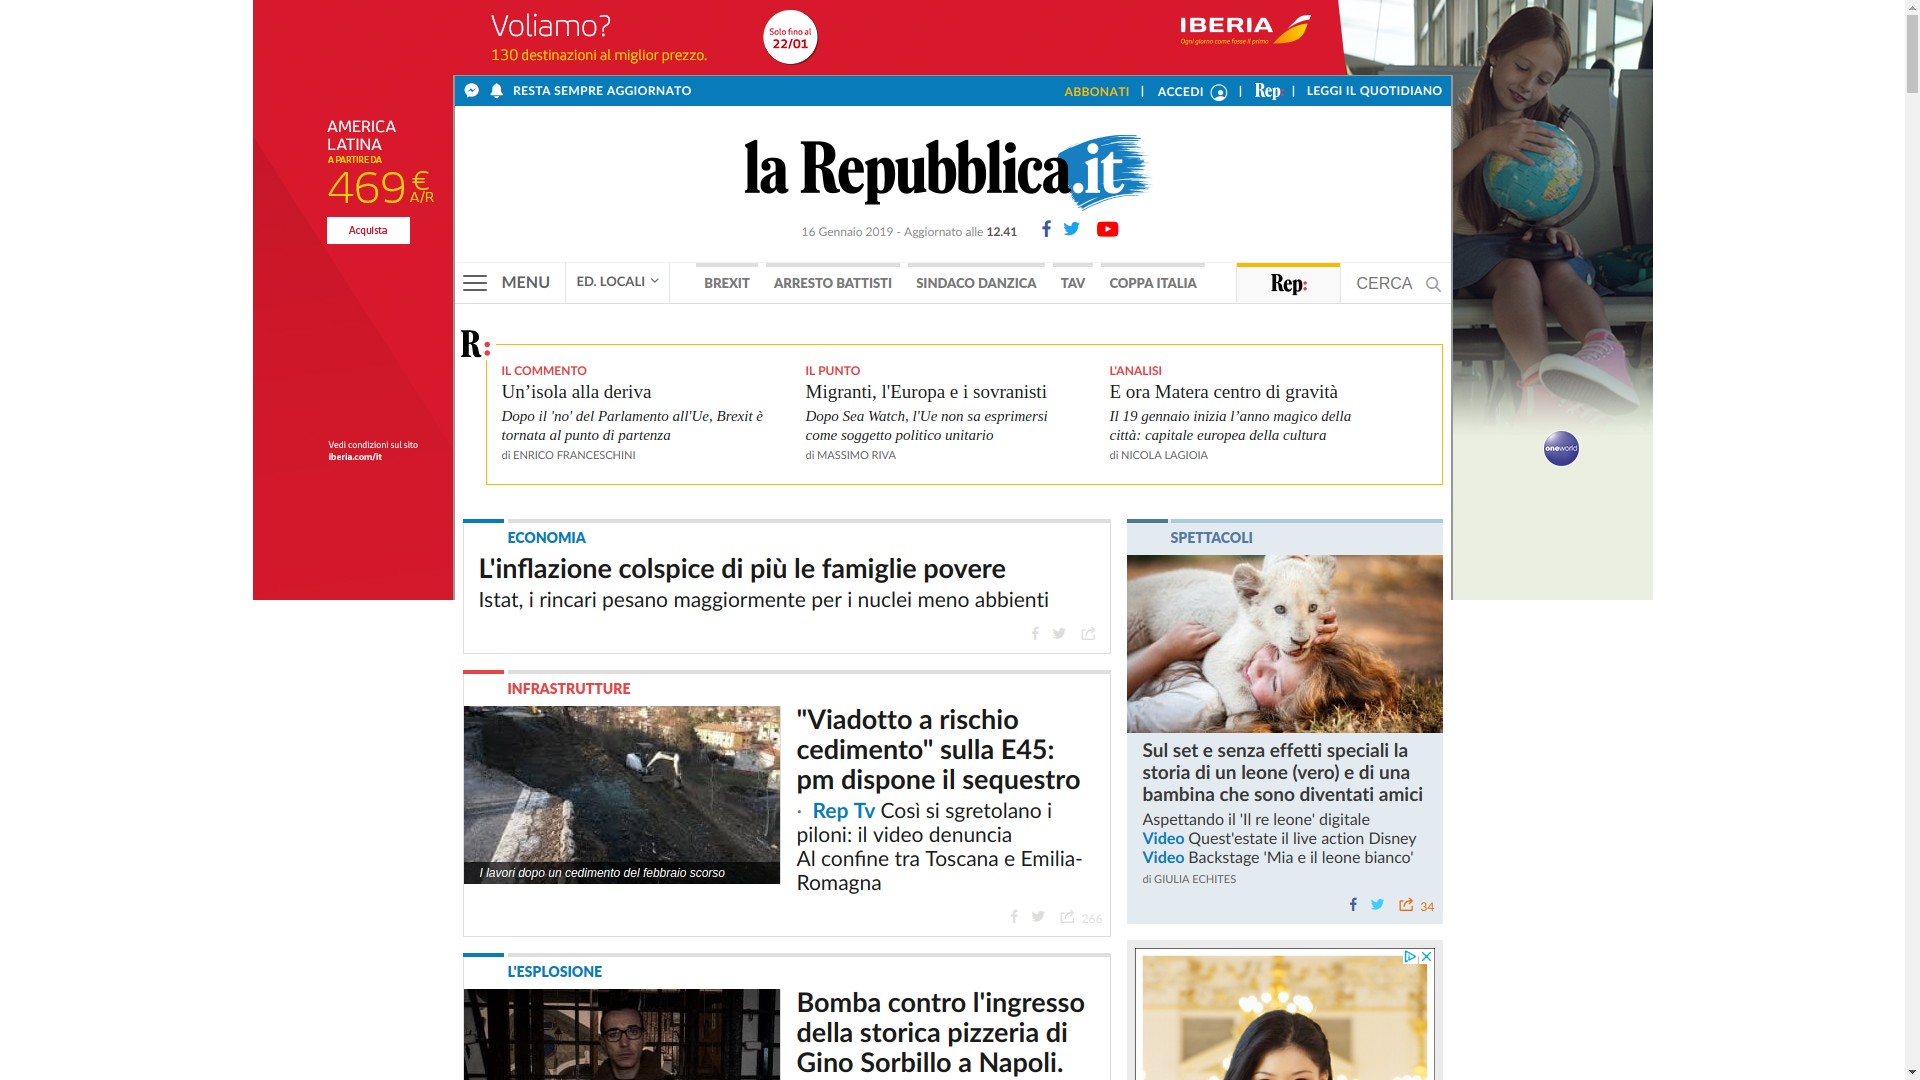 Voliamo?
130 destinazioni al miglior prezzo.
Solo fino al
22/01
IBERIA
Ogni giorno come fosse il primo
AMERICA
LATINA
A PARTIRE DA
469 €
A/R
Acquista
Vedi condizioni sul sito
iberia.com/it
RESTA SEMPRE AGGIORNATO
ABBONATI | ACCEDI | Rep: | LEGGI IL QUOTIDIANO
la Repubblica.it
16 Gennaio 2019 - Aggiornato alle 12.41
MENU
ED. LOCALI
BREXIT
ARRESTO BATTISTI
SINDACO DANZICA
TAV
COPPA ITALIA
Rep:
CERCA
R:
IL COMMENTO
Un’isola alla deriva
Dopo il 'no' del Parlamento all'Ue, Brexit è
tornata al punto di partenza
di ENRICO FRANCESCHINI
IL PUNTO
Migranti, l'Europa e i sovranisti
Dopo Sea Watch, l'Ue non sa esprimersi
come soggetto politico unitario
di MASSIMO RIVA
L'ANALISI
E ora Matera centro di gravità
Il 19 gennaio inizia l’anno magico della
città: capitale europea della cultura
di NICOLA LAGIOIA
oneworld
ECONOMIA
L'inflazione colspice di più le famiglie povere
Istat, i rincari pesano maggiormente per i nuclei meno abbienti
INFRASTRUTTURE
I lavori dopo un cedimento del febbraio scorso
"Viadotto a rischio
cedimento" sulla E45:
pm dispone il sequestro
· Rep Tv Così si sgretolano i
piloni: il video denuncia
Al confine tra Toscana e Emilia-
Romagna
266
L'ESPLOSIONE
Bomba contro l'ingresso
della storica pizzeria di
Gino Sorbillo a Napoli.
SPETTACOLI
Sul set e senza effetti speciali la
storia di un leone (vero) e di una
bambina che sono diventati amici
Aspettando il 'Il re leone' digitale
Video Quest'estate il live action Disney
Video Backstage 'Mia e il leone bianco'
di GIULIA ECHITES
34